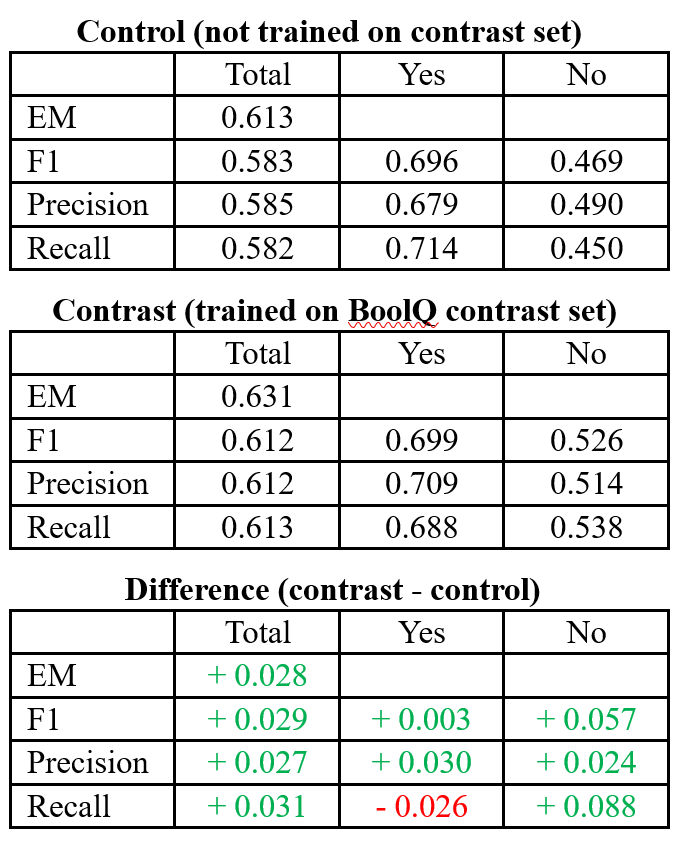 Control (not trained on contrast set)
Total Yes No
EM 0.613
F1 0.583 0.696 0.469
Precision 0.585 0.679 0.490
Recall 0.582 0.714 0.450
Contrast (trained on BoolQ contrast set)
Total Yes No
EM 0.631
F1 0.612 0.699 0.526
Precision 0.612 0.709 0.514
Recall 0.613 0.688 0.538
Difference (contrast - control)
Total Yes No
EM + 0.028
F1 + 0.029 + 0.003 + 0.057
Precision + 0.027 + 0.030 + 0.024
Recall + 0.031 - 0.026 + 0.088